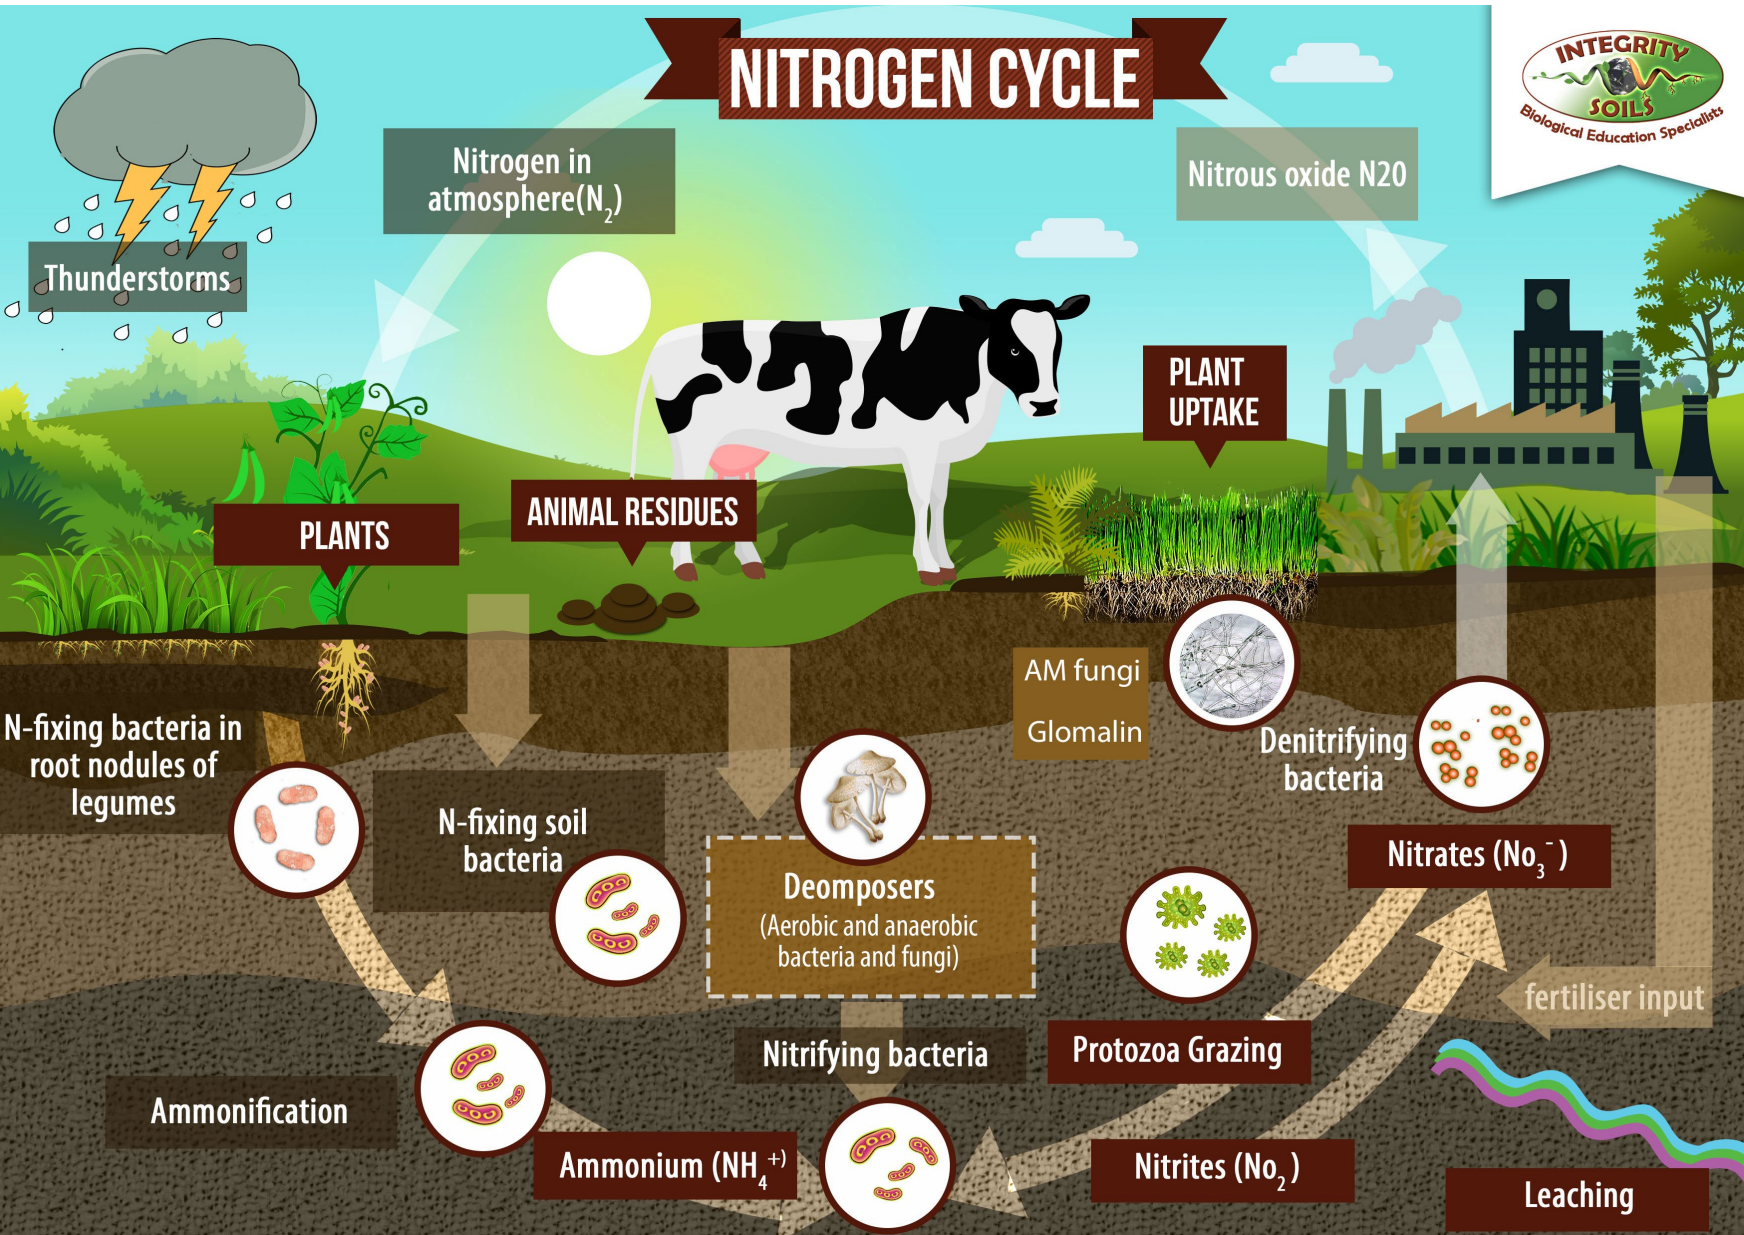 NITROGEN CYCLE
INTEGRITY
SOILS
Biological Education Specialists
Nitrogen in
atmosphere(N₂)
Nitrous oxide N20
Thunderstorms
PLANT
UPTAKE
ANIMAL RESIDUES
PLANTS
AM fungi
Glomalin
N-fixing bacteria in
root nodules of
legumes
Denitrifying
bacteria
N-fixing soil
bacteria
Nitrates (No₃⁻)
Deomposers
(Aerobic and anaerobic
bacteria and fungi)
fertiliser input
Nitrifying bacteria
Protozoa Grazing
Ammonification
Ammonium (NH₄⁺⁾
Nitrites (No₂)
Leaching